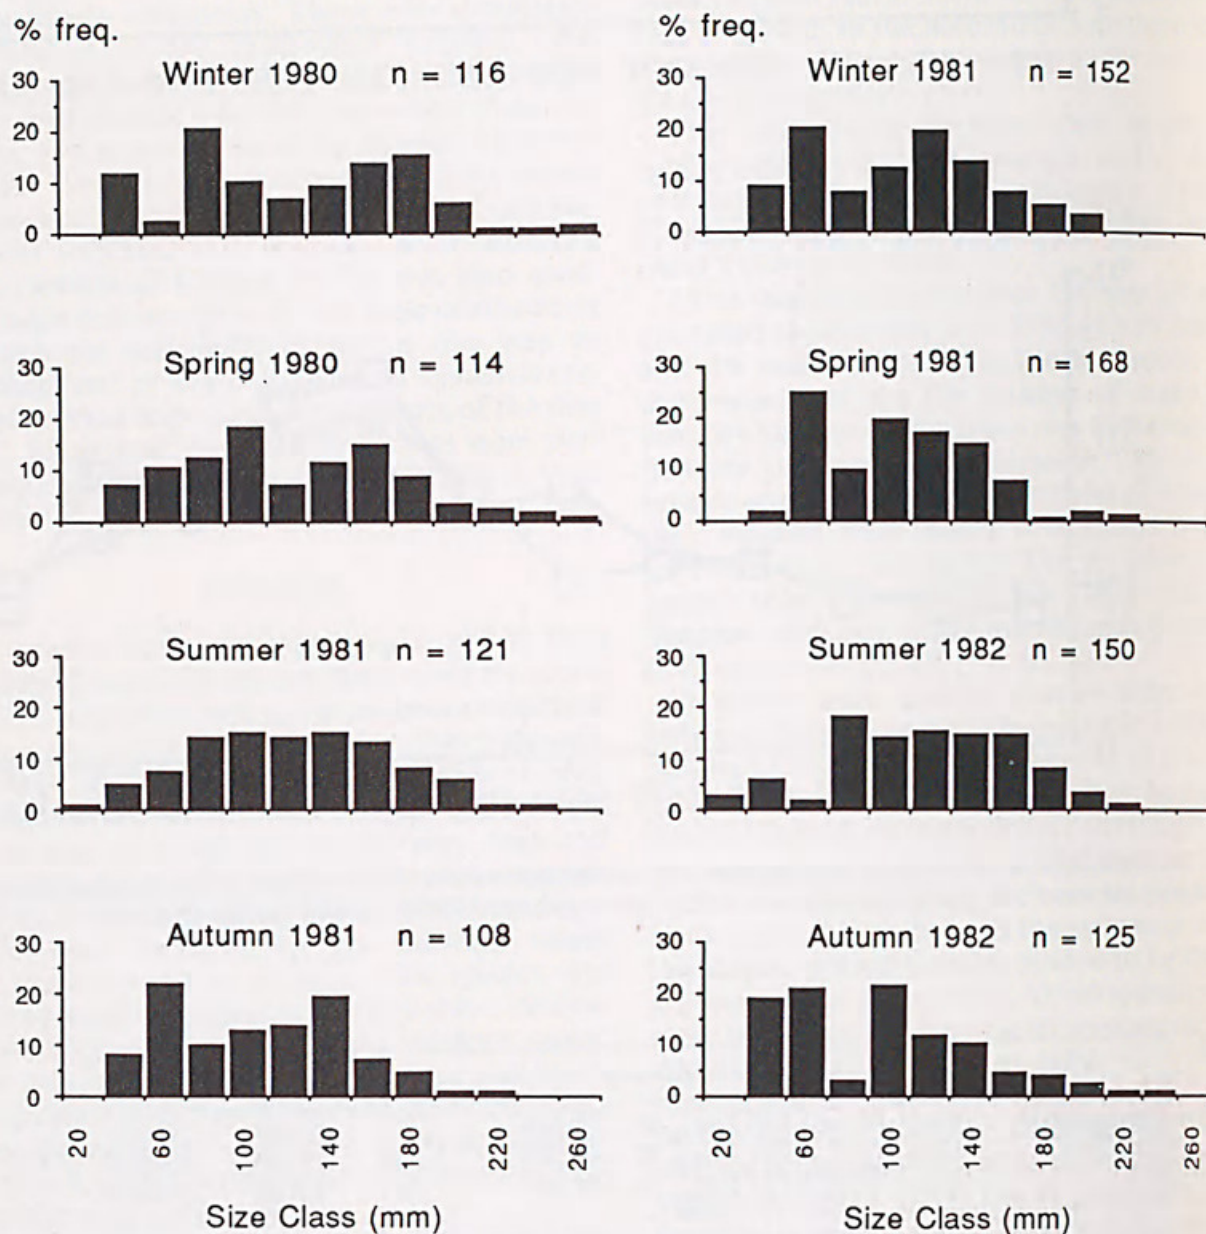 % freq.
Winter 1980 n = 116
30
20
10
0
Spring 1980 n = 114
30
20
10
0
Summer 1981 n = 121
30
20
10
0
Autumn 1981 n = 108
30
20
10
0
20 60 100 140 180 220 260
Size Class (mm)
% freq.
Winter 1981 n = 152
30
20
10
0
Spring 1981 n = 168
30
20
10
0
Summer 1982 n = 150
30
20
10
0
Autumn 1982 n = 125
30
20
10
0
20 60 100 140 180 220 260
Size Class (mm)